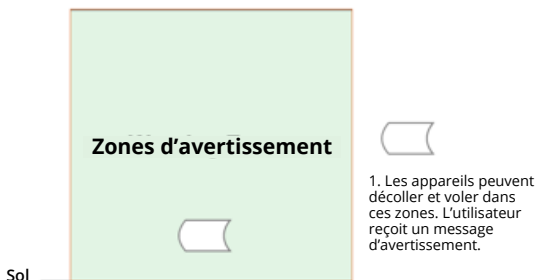 Zones d’avertissement
1. Les appareils peuvent
décoller et voler dans
ces zones. L’utilisateur
reçoit un message
d’avertissement.
Sol